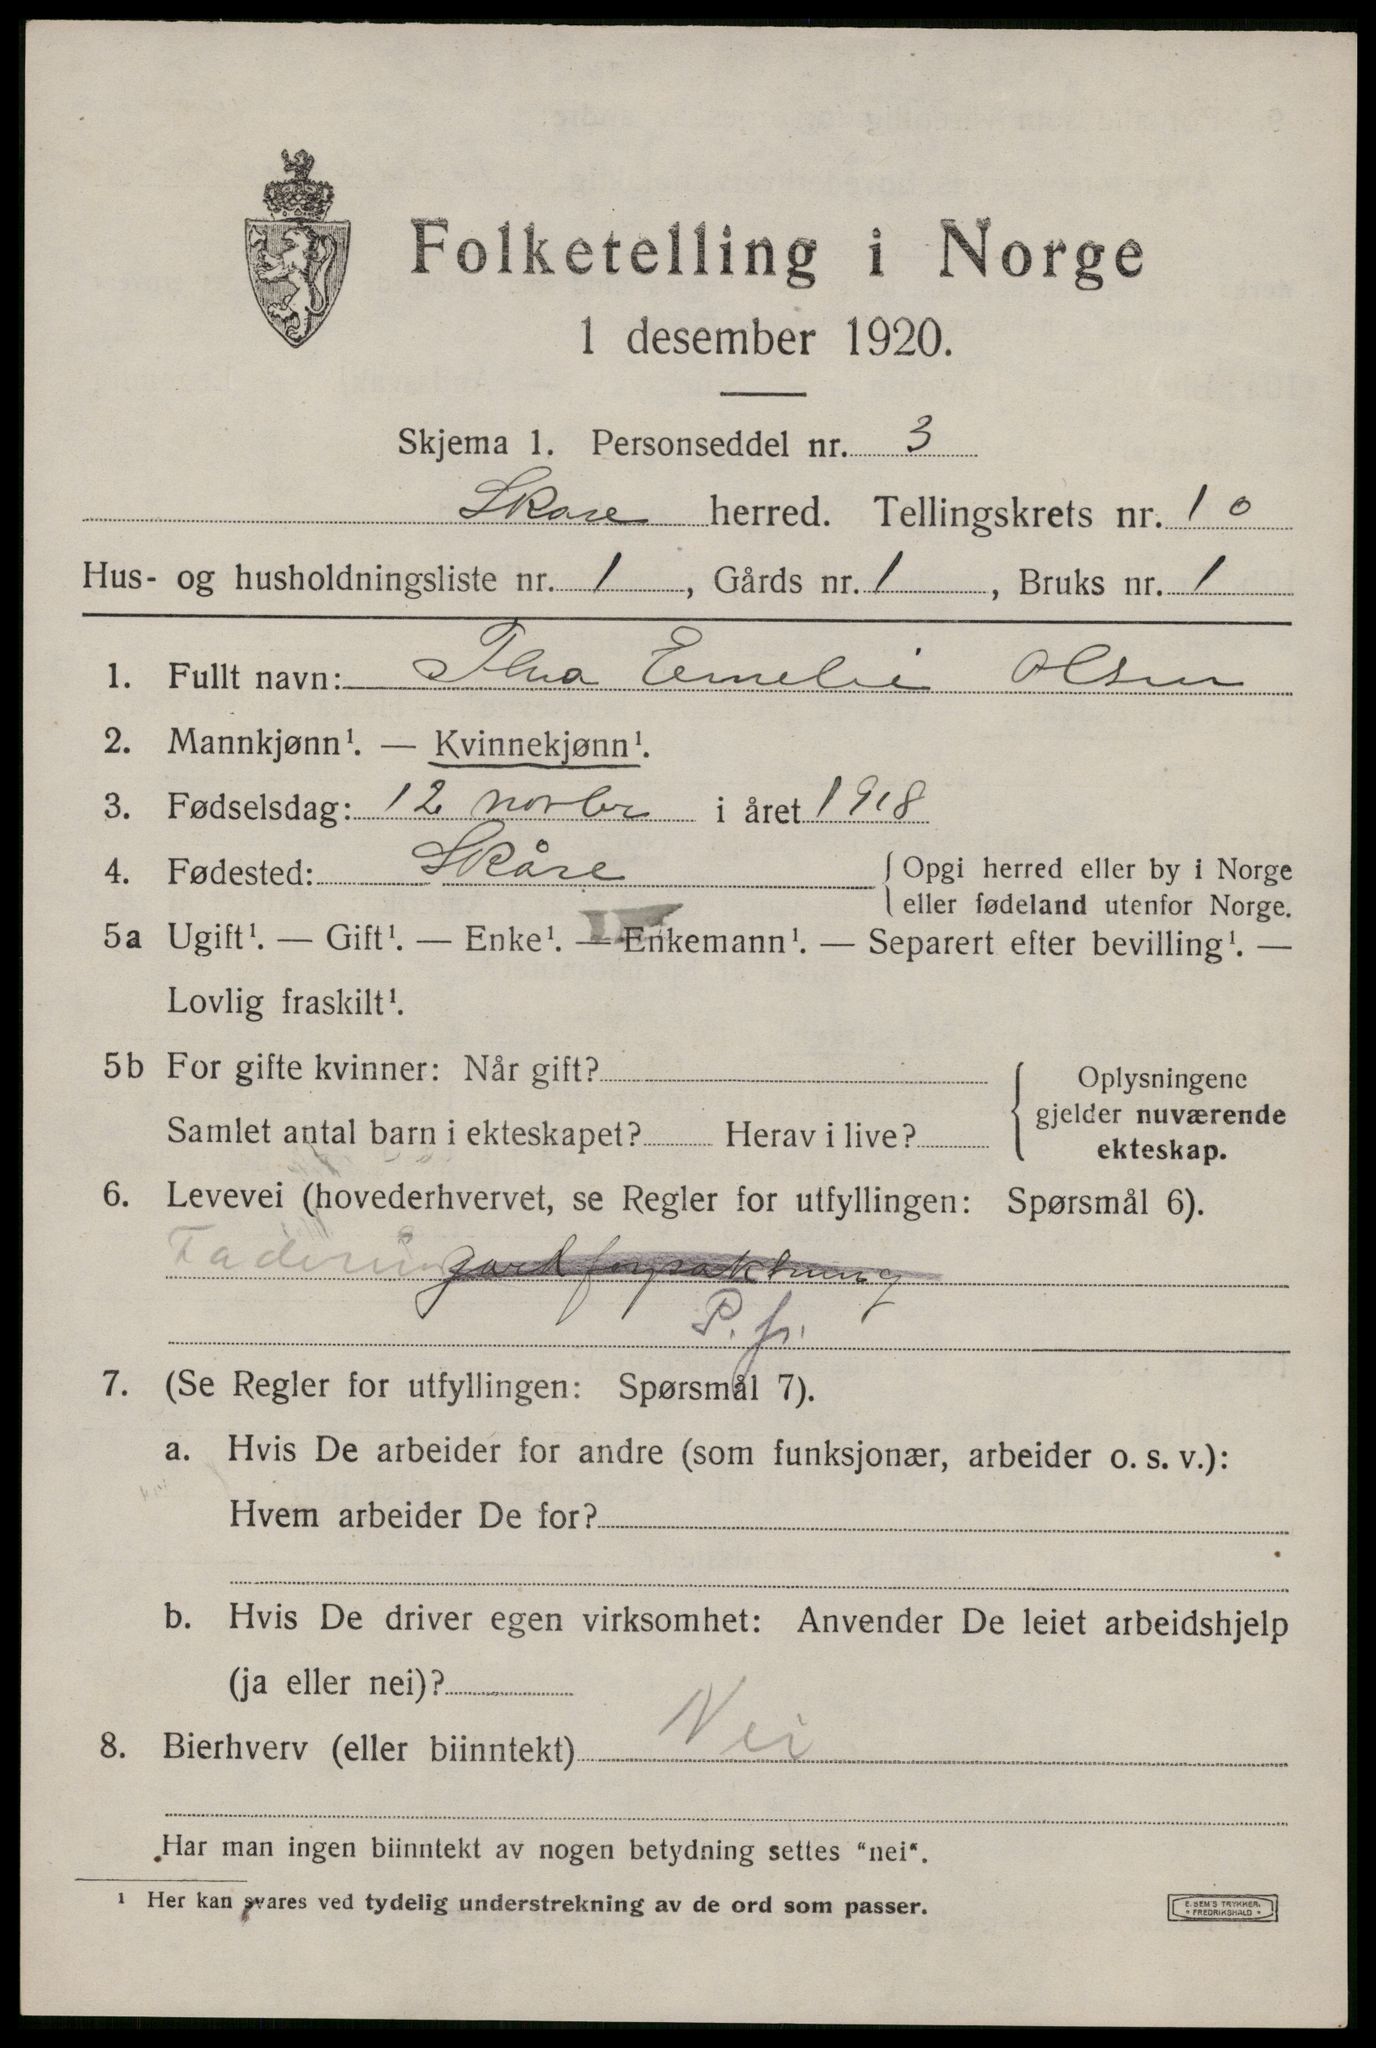 Folketelling i Norge
1 desember 1920.
Skjema 1. Personseddel nr. 3
Skåre herred. Tellingskrets nr. 10
Hus- og husholdningsliste nr. 1, Gårds nr. 1, Bruks nr. 1
1. Fullt navn: Emelie Olsen
2. Mannkjønn¹. — Kvinnekjønn¹.
3. Fødselsdag: 12 novbr i året 1918
4. Fødested: Skåre { Opgi herred eller by i Norge
eller fødeland utenfor Norge.
5a Ugift¹. — Gift¹. — Enke¹. — Enkemann¹. — Separert efter bevilling¹. —
Lovlig fraskilt¹.
5b For gifte kvinner: Når gift? { Oplysningene
gjelder nuværende
Samlet antal barn i ekteskapet? Herav i live?
ekteskap.
6. Levevei (hovederhvervet, se Regler for utfyllingen: Spørsmål 6).
gard forpaktning
7. (Se Regler for utfyllingen: Spørsmål 7).
a. Hvis De arbeider for andre (som funksjonær, arbeider o. s. v.):
Hvem arbeider De for?
b. Hvis De driver egen virksomhet: Anvender De leiet arbeidshjelp
(ja eller nei)?
8. Bierhverv (eller biinntekt) Nei
Har man ingen biinntekt av nogen betydning settes "nei".
¹ Her kan svares ved tydelig understrekning av de ord som passer.
E. SEM'S TRYKKER.
* FREDRIKSHALD *